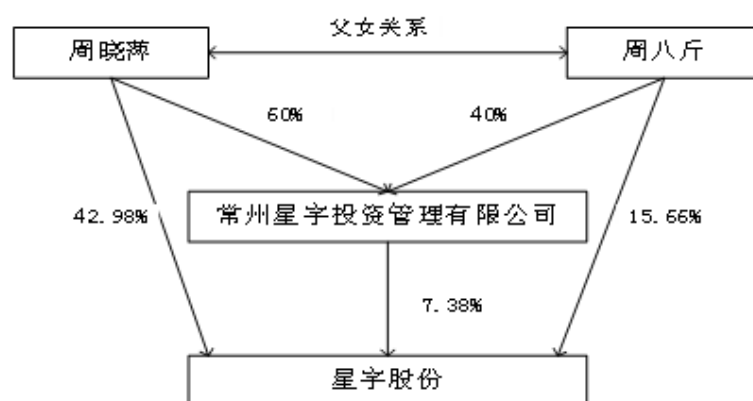 父女关系
周晓萍
周八斤
60%
40%
42.98%
常州星宇投资管理有限公司
15.66%
7.38%
星宇股份